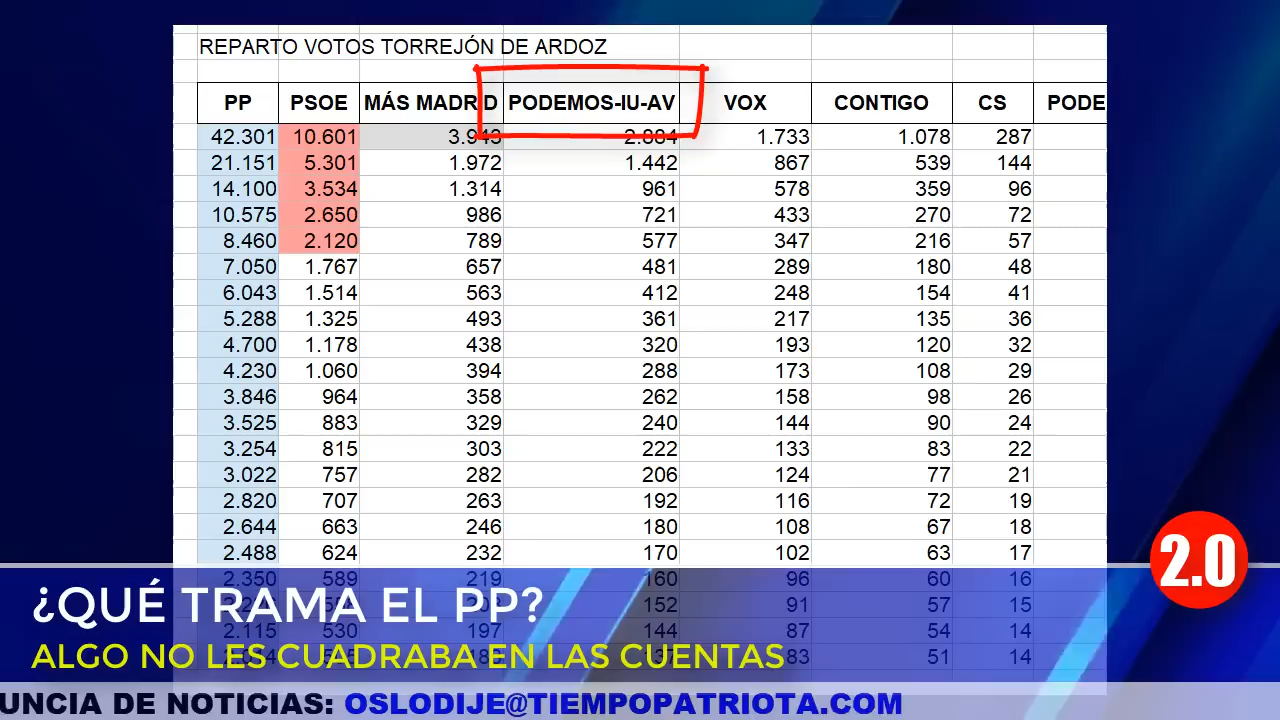 REPARTO VOTOS TORREJÓN DE ARDOZ
PP PSOE MÁS MADRID PODEMOS-IU-AV VOX CONTIGO CS PODE
42.301 10.601 3.943 2.884 1.733 1.078 287
21.151 5.301 1.972 1.442 867 539 144
14.100 3.534 1.314 961 578 359 96
10.575 2.650 986 721 433 270 72
8.460 2.120 789 577 347 216 57
7.050 1.767 657 481 289 180 48
6.043 1.514 563 412 248 154 41
5.288 1.325 493 361 217 135 36
4.700 1.178 438 320 193 120 32
4.230 1.060 394 288 173 108 29
3.846 964 358 262 158 98 26
3.525 883 329 240 144 90 24
3.254 815 303 222 133 83 22
3.022 757 282 206 124 77 21
2.820 707 263 192 116 72 19
2.644 663 246 180 108 67 18
2.488 624 232 170 102 63 17
2.350 589 219 160 96 60 16
152 91 57 15
2.115 530 197 144 87 54 14
83 51 14
2.0
¿QUÉ TRAMA EL PP?
ALGO NO LES CUADRABA EN LAS CUENTAS
UNCIA DE NOTICIAS: OSLODIJE@TIEMPOPATRIOTA.COM